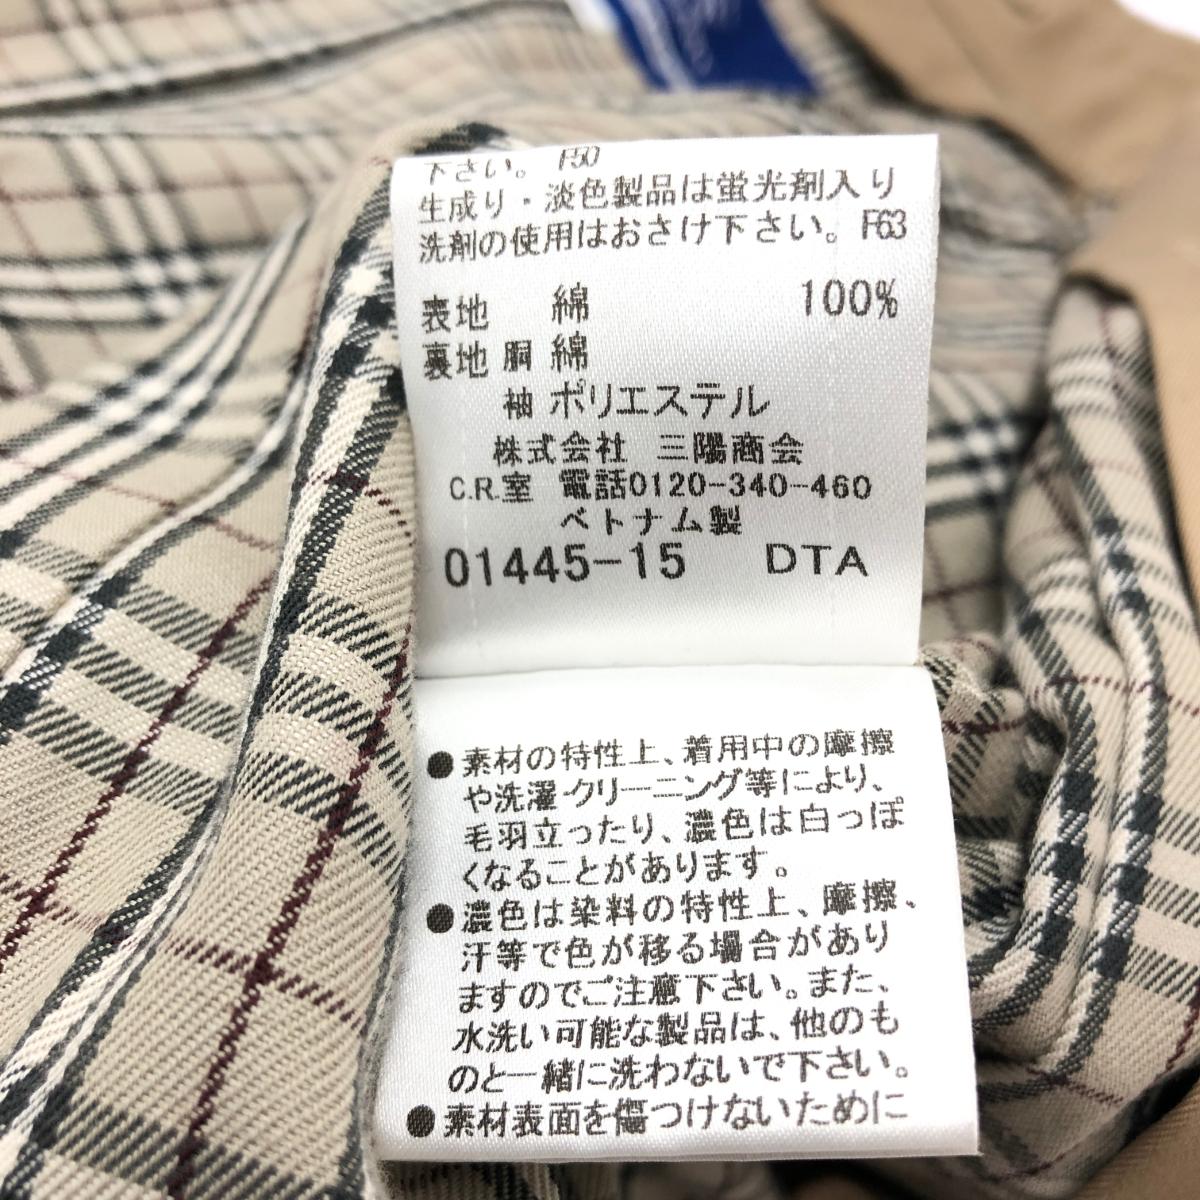 下さい。 F50
生成り・淡色製品は蛍光剤入り
洗剤の使用はおさけ下さい。F63
表地 綿 100%
裏地 胴 綿
袖 ポリエステル
株式会社 三陽商会
C.R.室 電話0120-340-460
ベトナム製
01445-15 DTA
●素材の特性上、着用中の摩擦
や洗濯・クリーニング等により、
毛羽立ったり、濃色は白っぽ
くなることがあります。
●濃色は染料の特性上、摩擦、
汗等で色が移る場合があり
ますのでご注意下さい。また、
水洗い可能な製品は、他のも
のと一緒に洗わないで下さい。
●素材表面を傷つけないために